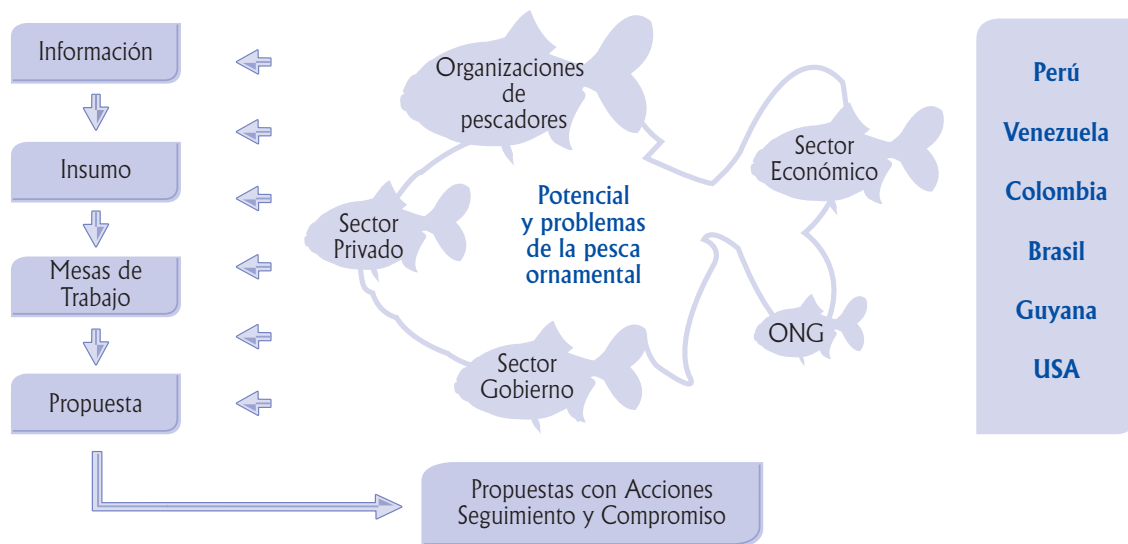 Información
Insumo
Mesas de
Trabajo
Propuesta
Organizaciones
de
pescadores
Sector
Económico
Sector
Privado
Potencial
y problemas
de la pesca
ornamental
ONG
Sector
Gobierno
Perú
Venezuela
Colombia
Brasil
Guyana
USA
Propuestas con Acciones
Seguimiento y Compromiso